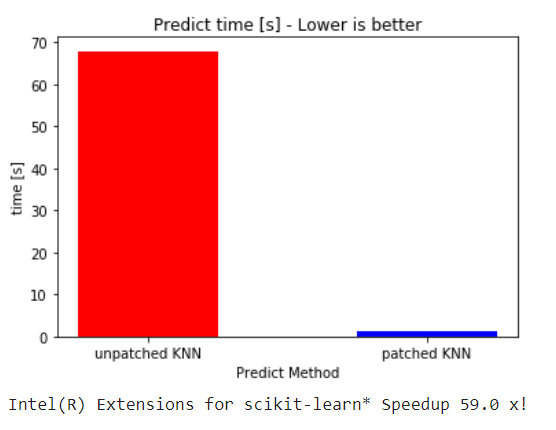 Predict time [s] - Lower is better
70
60
50
40
30
20
10
0
time [s]
unpatched KNN
patched KNN
Predict Method
Intel(R) Extensions for scikit-learn* Speedup 59.0 x!